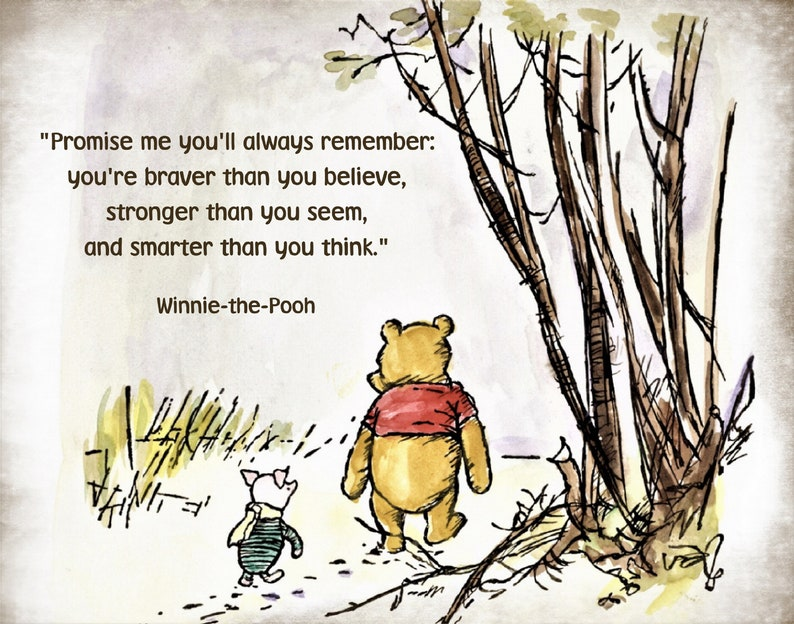 "Promise me you'll always remember:
you're braver than you believe,
stronger than you seem,
and smarter than you think."
Winnie-the-Pooh